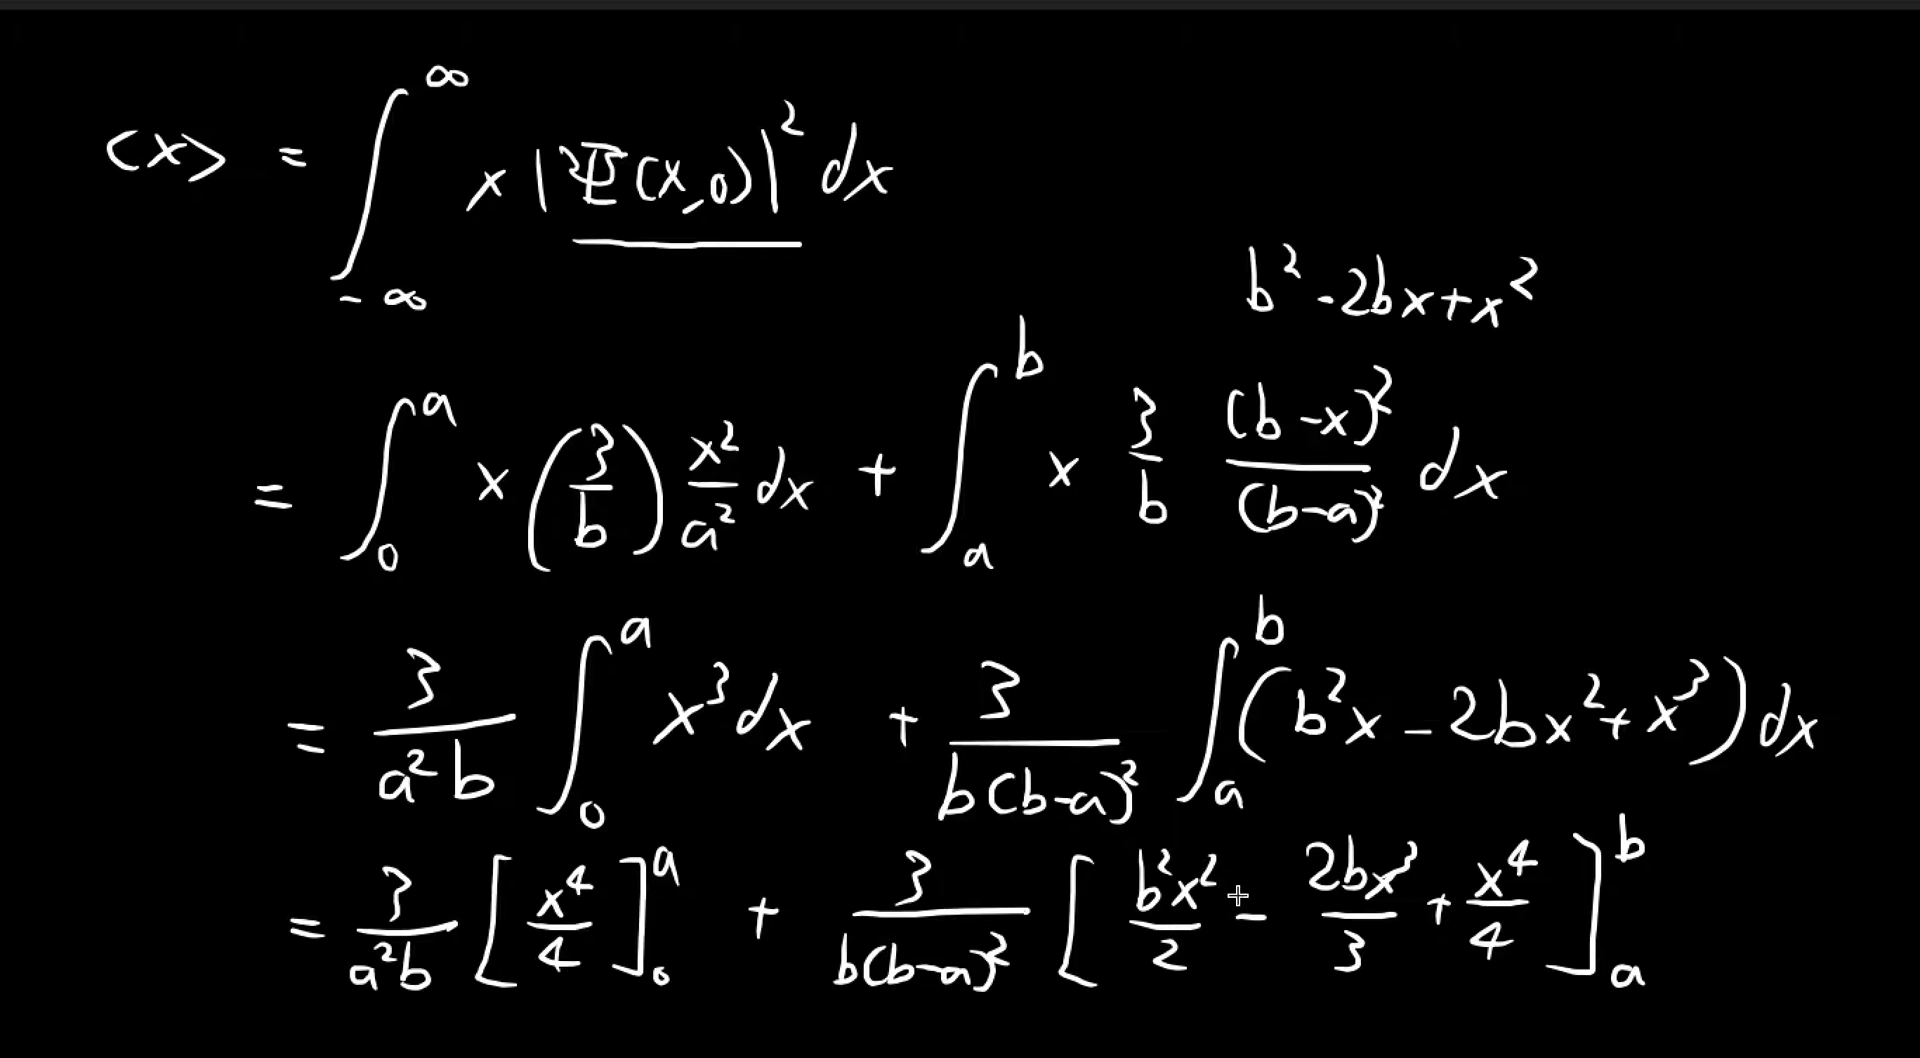 <x> = ∫_{-∞}^{∞} x |Ψ(x,0)|² dx
b² - 2bx + x²
= ∫_0^a x (3/b) x²/a² dx + ∫_a^b x 3/b (b-x)²/(b-a)² dx
= 3/(a²b) ∫_0^a x³ dx + 3/(b(b-a)²) ∫_a^b (b²x - 2bx² + x³) dx
= 3/(a²b) [x⁴/4]_0^a + 3/(b(b-a)²) [b²x²/2 - 2bx³/3 + x⁴/4]_a^b